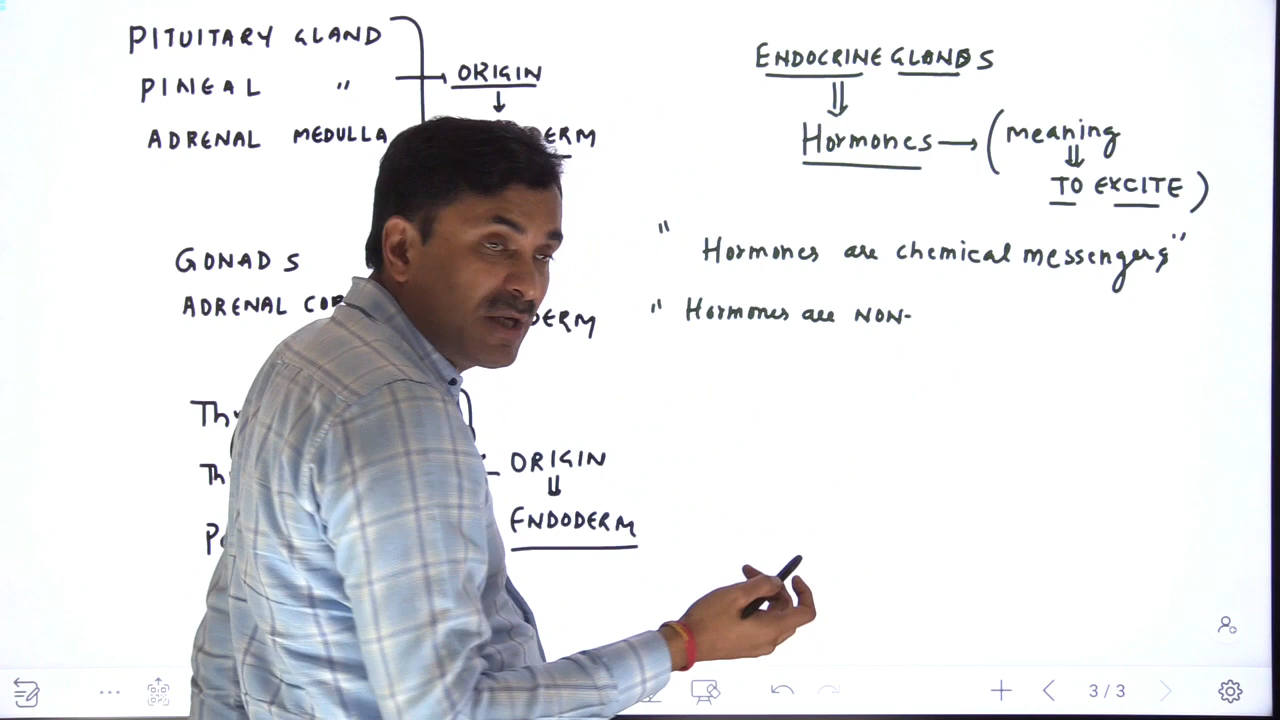 PITUITARY GLAND
PINEAL "
ADRENAL MEDULLA
ORIGIN
GONADS
ADRENAL
ORIGIN
ENDODERM
ENDOCRINE GLANDS
Hormones → (meaning
TO EXCITE)
" Hormones are chemical messengers"
" Hormones are NON-
3/3